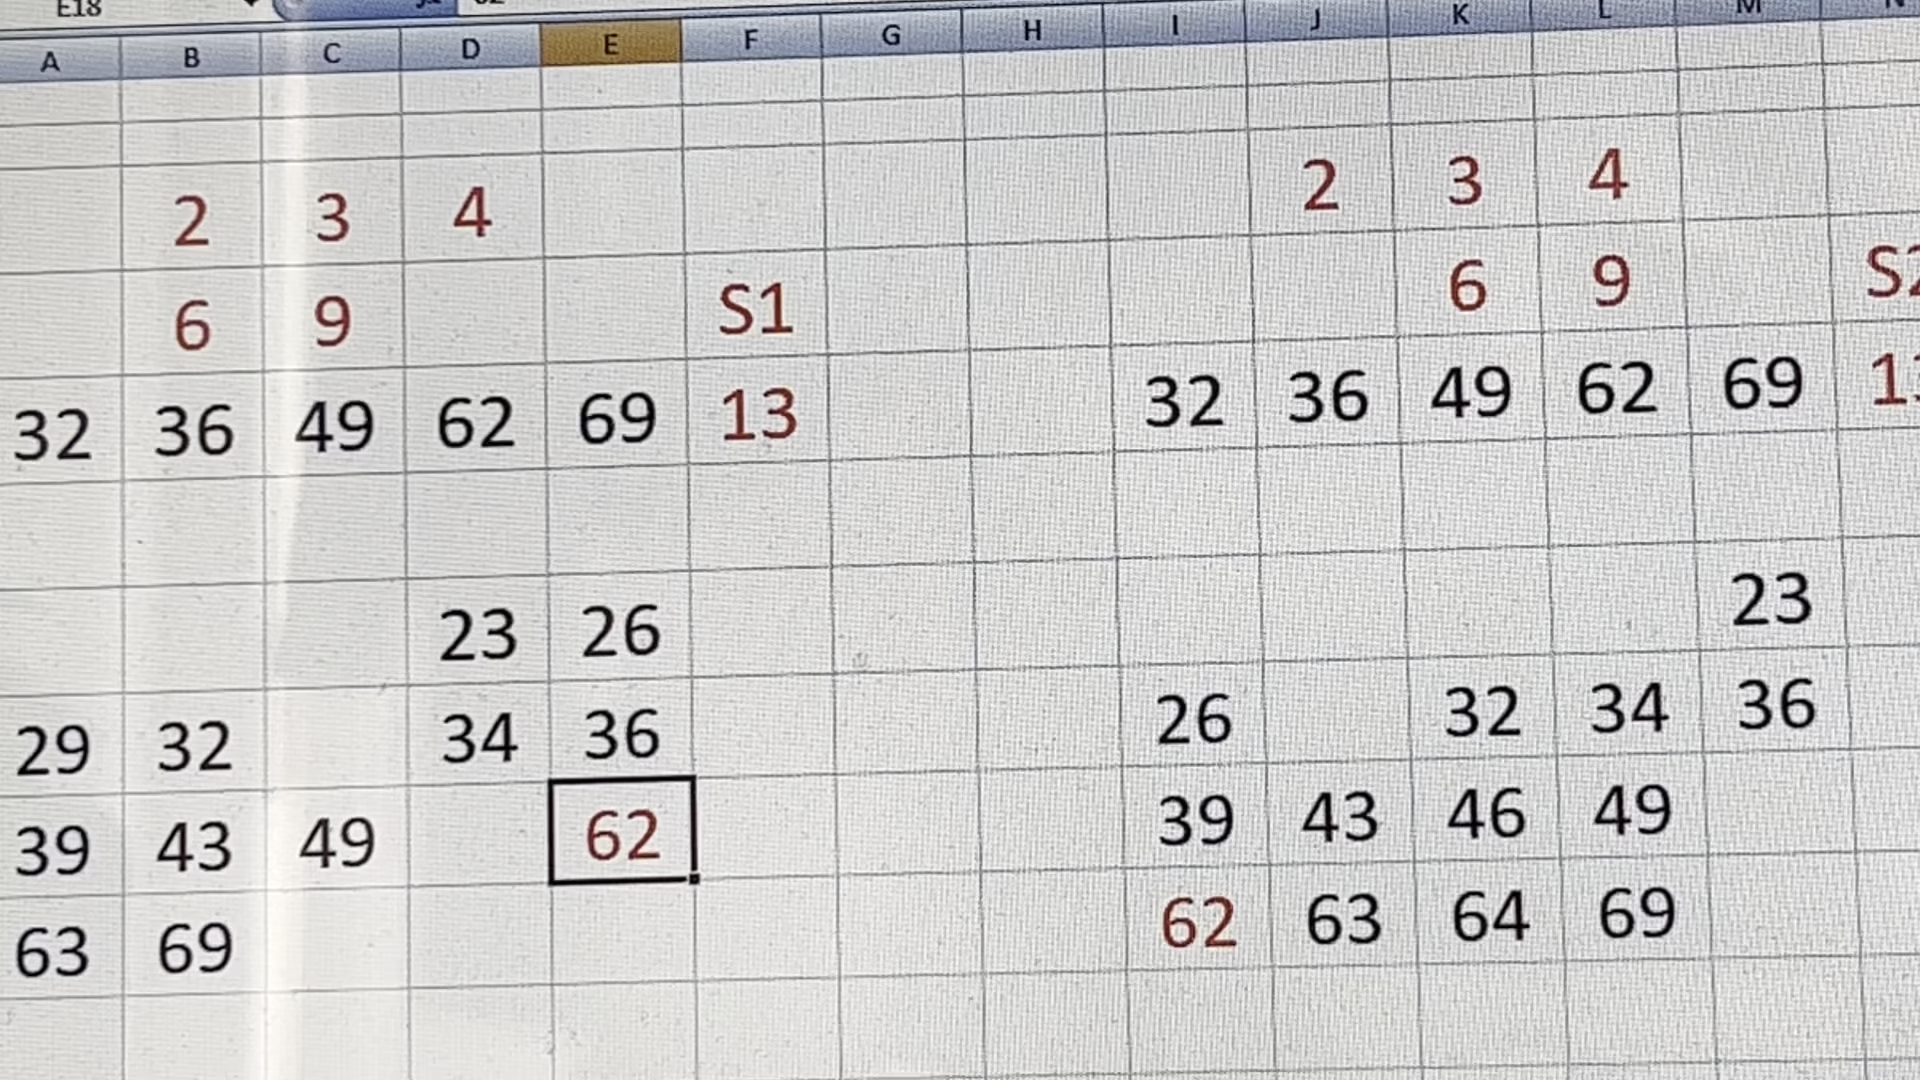 E18
A B C D E F G H I J K L M N
2 3 4 2 3 4
6 9 S1 6 9
32 36 49 62 69 13 32 36 49 62 69
23 26 23
29 32 34 36 26 32 34 36
39 43 49 62 39 43 46 49
63 69 62 63 64 69